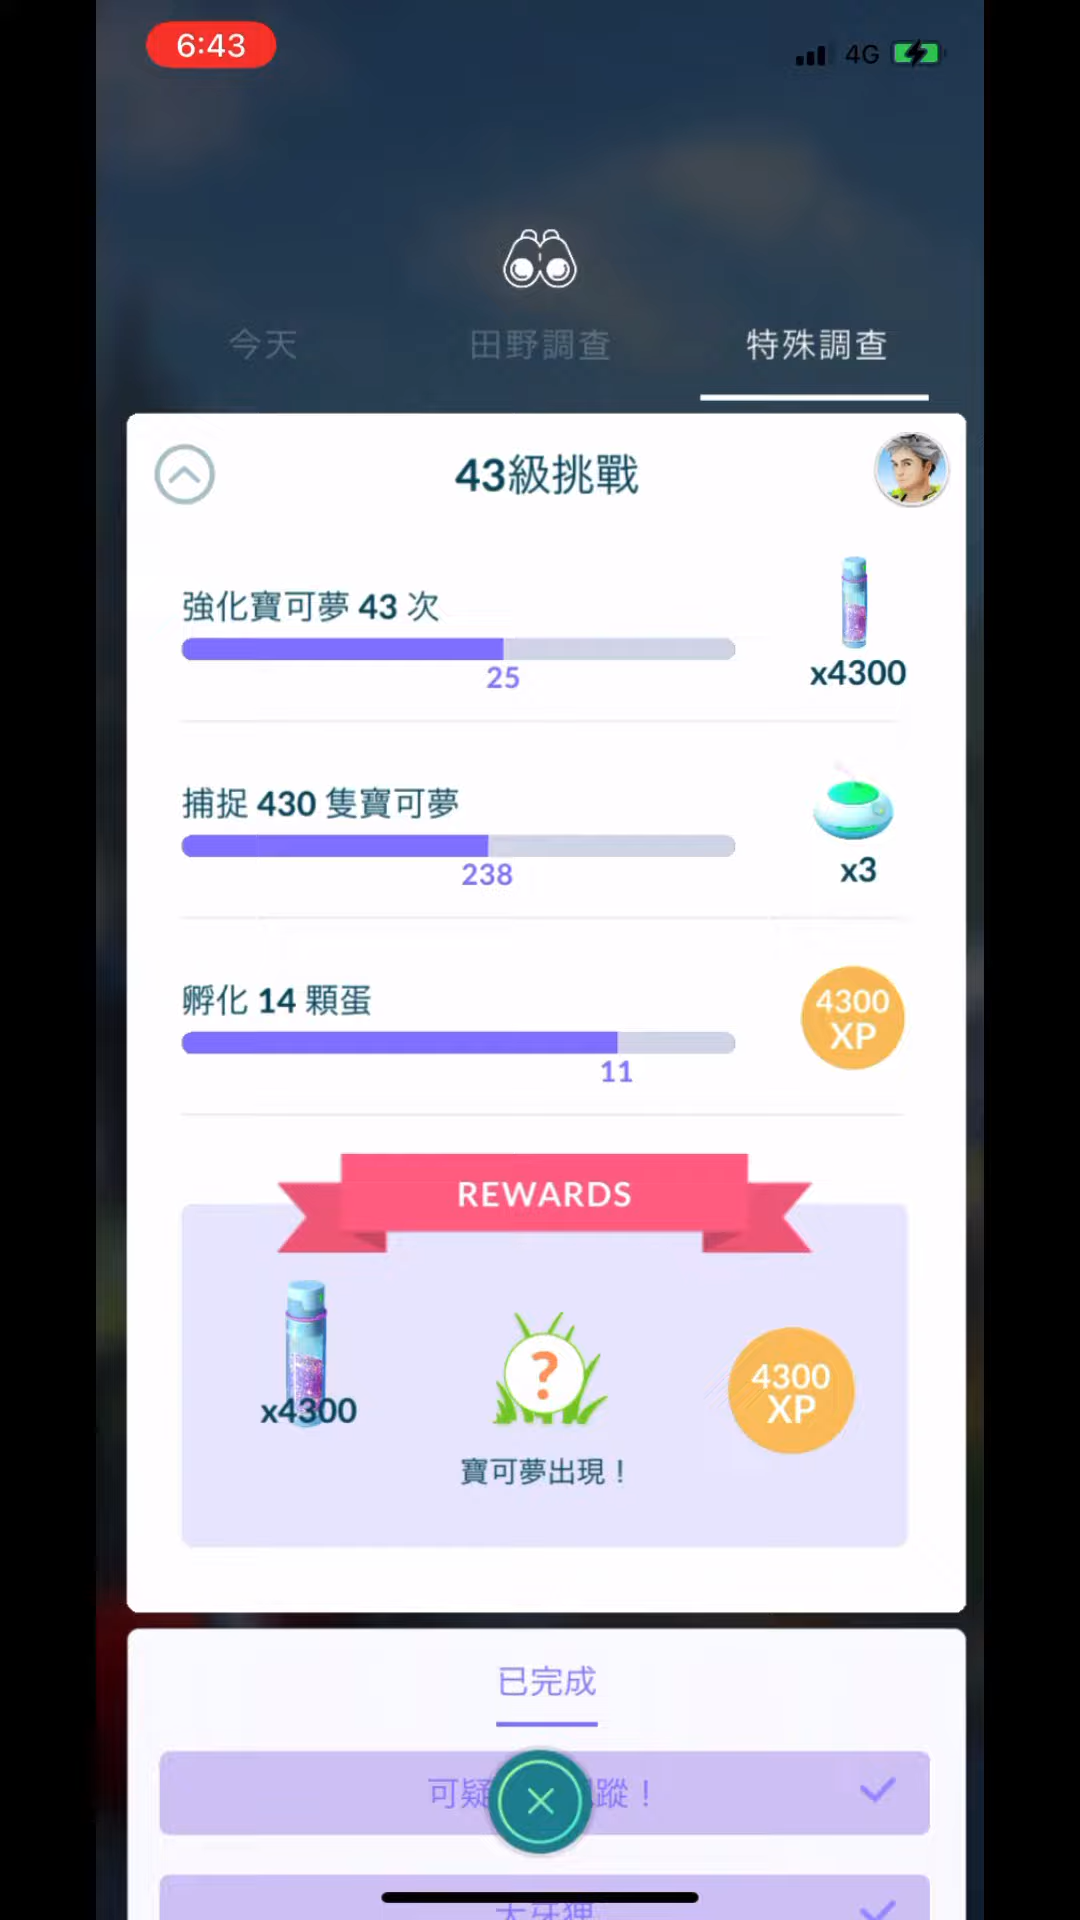 6:43
4G
今天
田野調查
特殊調查
43級挑戰
強化寶可夢 43 次
25
x4300
捕捉 430 隻寶可夢
238
x3
孵化 14 顆蛋
11
4300
XP
REWARDS
x4300
?
寶可夢出現！
4300
XP
已完成
可疑 蹤！
大牙狸